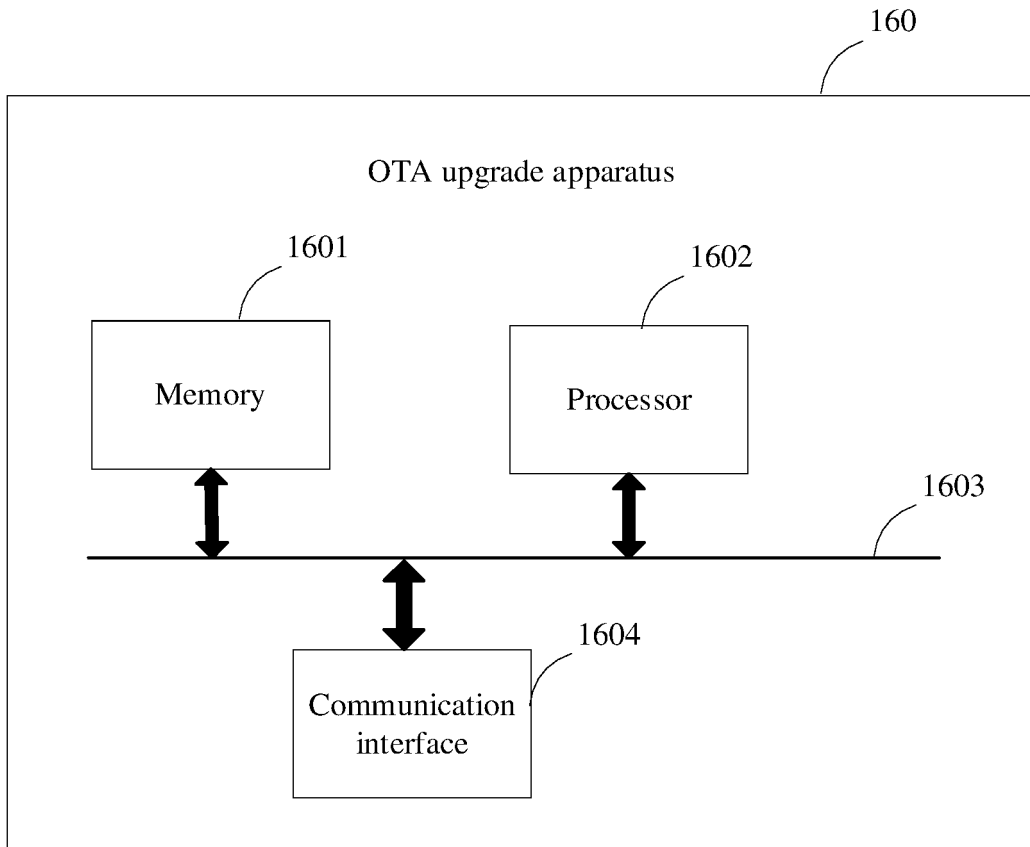 160
OTA upgrade apparatus
1601
1602
Memory
Processor
1603
1604
Communication
interface